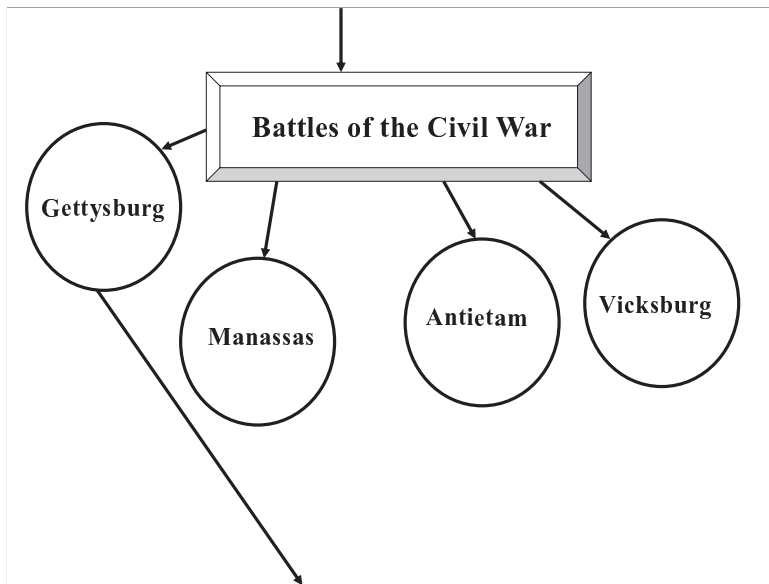 Battles of the Civil War
Gettysburg
Manassas
Antietam
Vicksburg